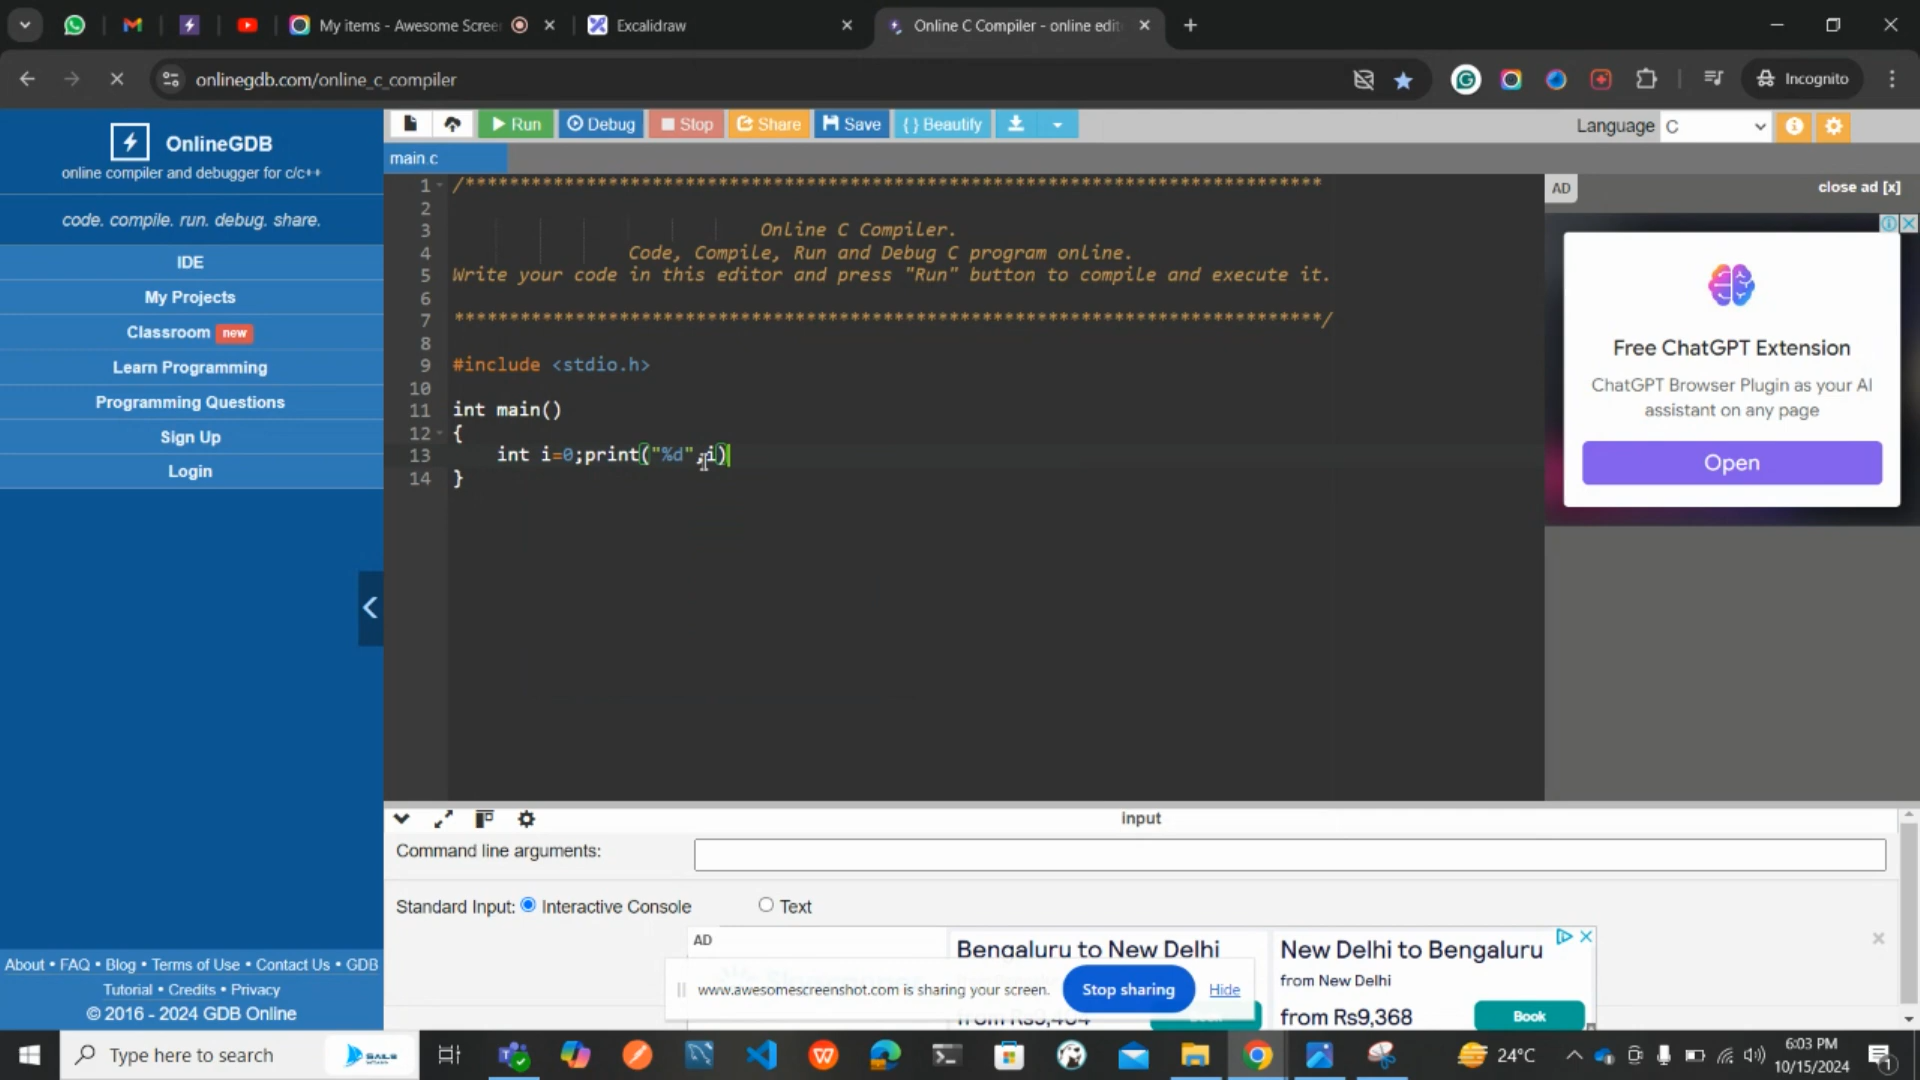 My items - Awesome Scree
Excalidraw
Online C Compiler - online edit
onlinegdb.com/online_c_compiler
Incognito
OnlineGDB
online compiler and debugger for c/c++
code. compile. run. debug. share.
IDE
My Projects
Classroom new
Learn Programming
Programming Questions
Sign Up
Login
About • FAQ • Blog • Terms of Use • Contact Us • GDB
Tutorial • Credits • Privacy
© 2016 - 2024 GDB Online
Run
Debug
Stop
Share
Save
{ } Beautify
Language C
main.c
1 /******************************************************************************
2
3 Online C Compiler.
4 Code, Compile, Run and Debug C program online.
5 Write your code in this editor and press "Run" button to compile and execute it.
6
7 *******************************************************************************/
8
9 #include <stdio.h>
10
11 int main()
12 {
13 int i=0;print("%d",i)
14 }
AD
close ad [x]
Free ChatGPT Extension
ChatGPT Browser Plugin as your AI
assistant on any page
Open
input
Command line arguments:
Standard Input: Interactive Console Text
AD
Bengaluru to New Delhi
New Delhi to Bengaluru
from New Delhi
from Rs9,368
Book
www.awesomescreenshot.com is sharing your screen.
Stop sharing
Hide
Type here to search
24°C
6:03 PM
10/15/2024
1